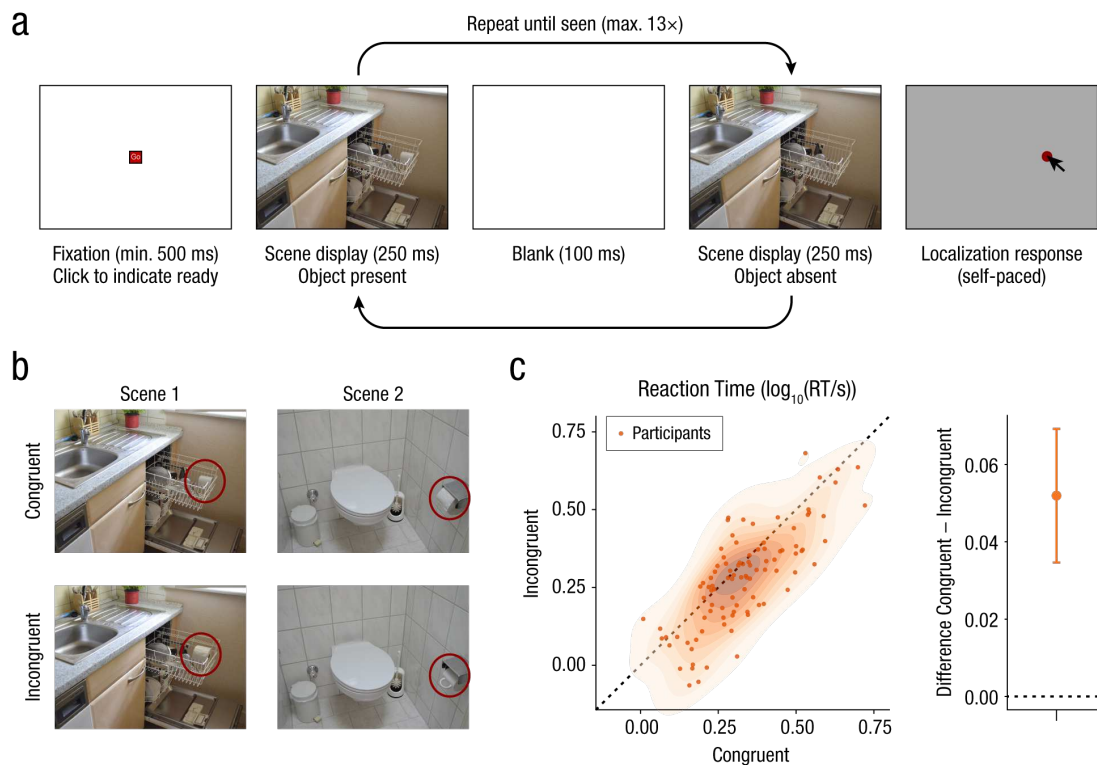 a
Repeat until seen (max. 13×)
Go
Fixation (min. 500 ms)
Click to indicate ready
Scene display (250 ms)
Object present
Blank (100 ms)
Scene display (250 ms)
Object absent
Localization response
(self-paced)
b
Scene 1
Scene 2
Congruent
Incongruent
c
Reaction Time (log₁₀(RT/s))
Participants
Incongruent
0.75
0.50
0.25
0.00
0.00
0.25
0.50
0.75
Congruent
Difference Congruent – Incongruent
0.06
0.04
0.02
0.00